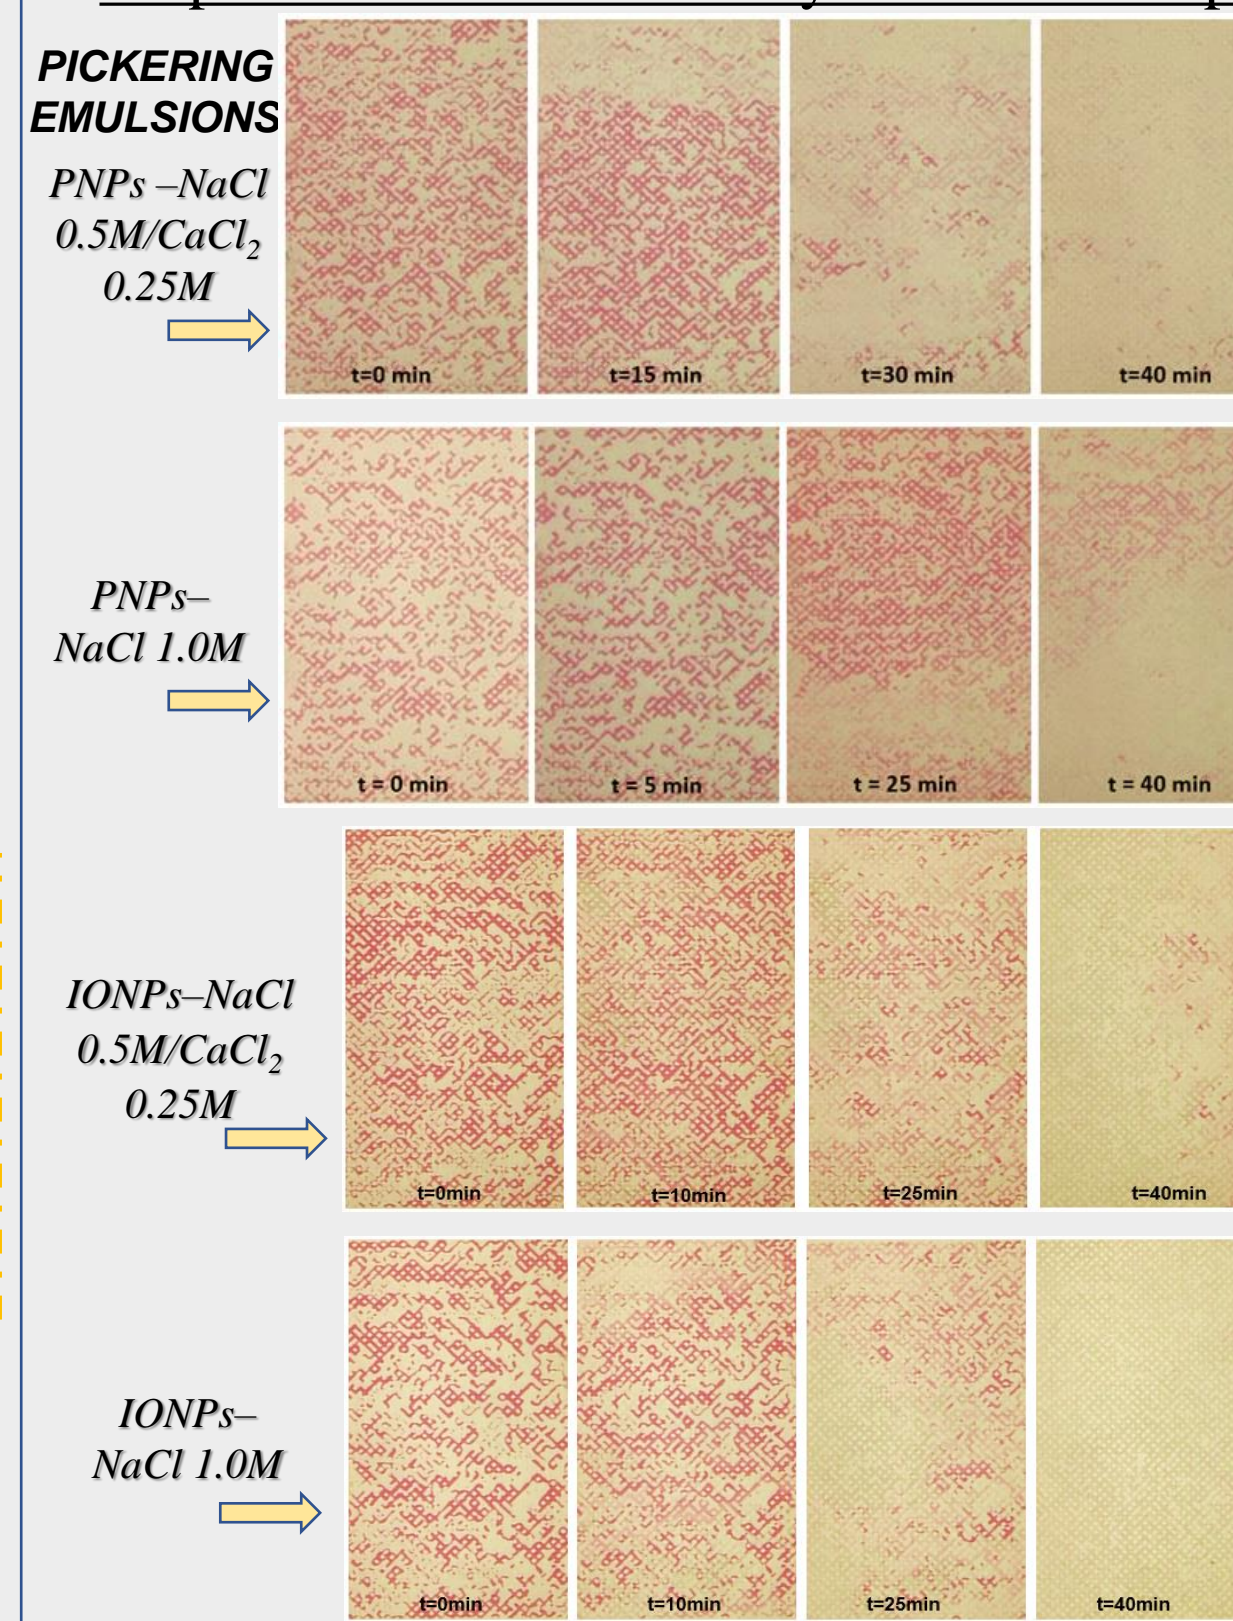 PICKERING
EMULSIONS
PNPs –NaCl
0.5M/CaCl₂
0.25M
t=0 min
t=15 min
t=30 min
t=40 min
PNPs–
NaCl 1.0M
t = 0 min
t = 5 min
t = 25 min
t = 40 min
IONPs–NaCl
0.5M/CaCl₂
0.25M
t=0min
t=10min
t=25min
t=40min
IONPs–
NaCl 1.0M
t=0min
t=10min
t=25min
t=40min